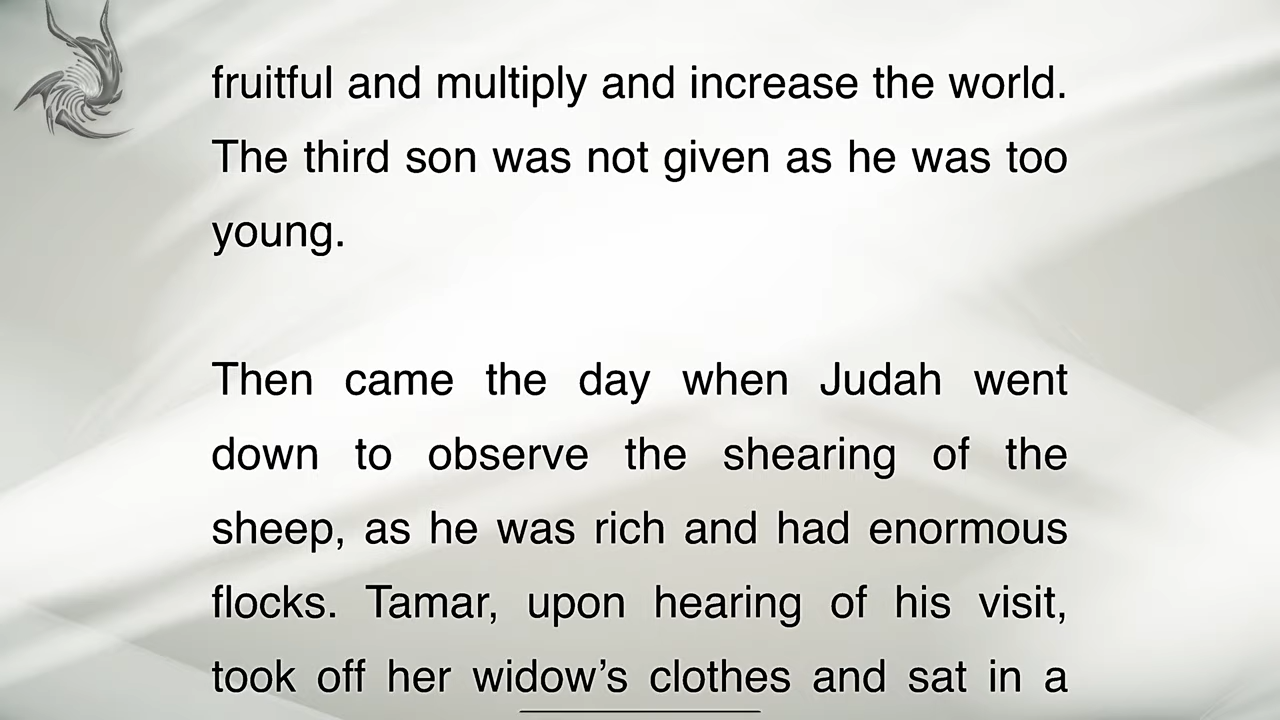 fruitful and multiply and increase the world.
The third son was not given as he was too
young.
Then came the day when Judah went
down to observe the shearing of the
sheep, as he was rich and had enormous
flocks. Tamar, upon hearing of his visit,
took off her widow’s clothes and sat in a